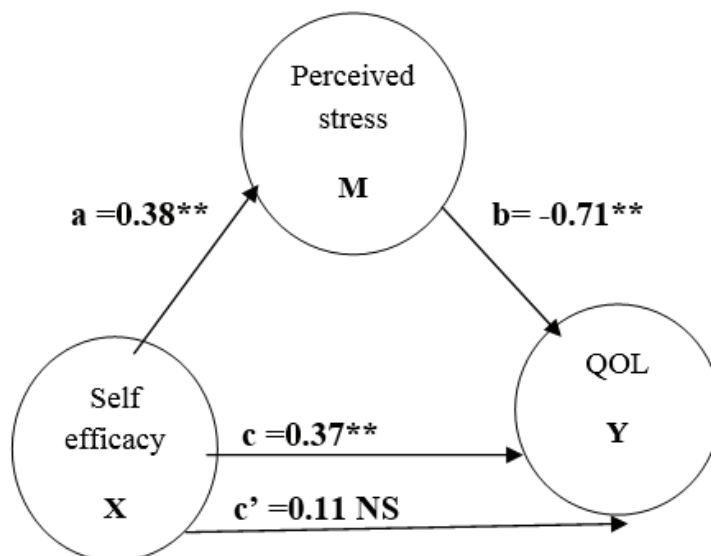 Perceived
stress
M
a =0.38**
b= -0.71**
Self
efficacy
X
c =0.37**
c’ =0.11 NS
QOL
Y